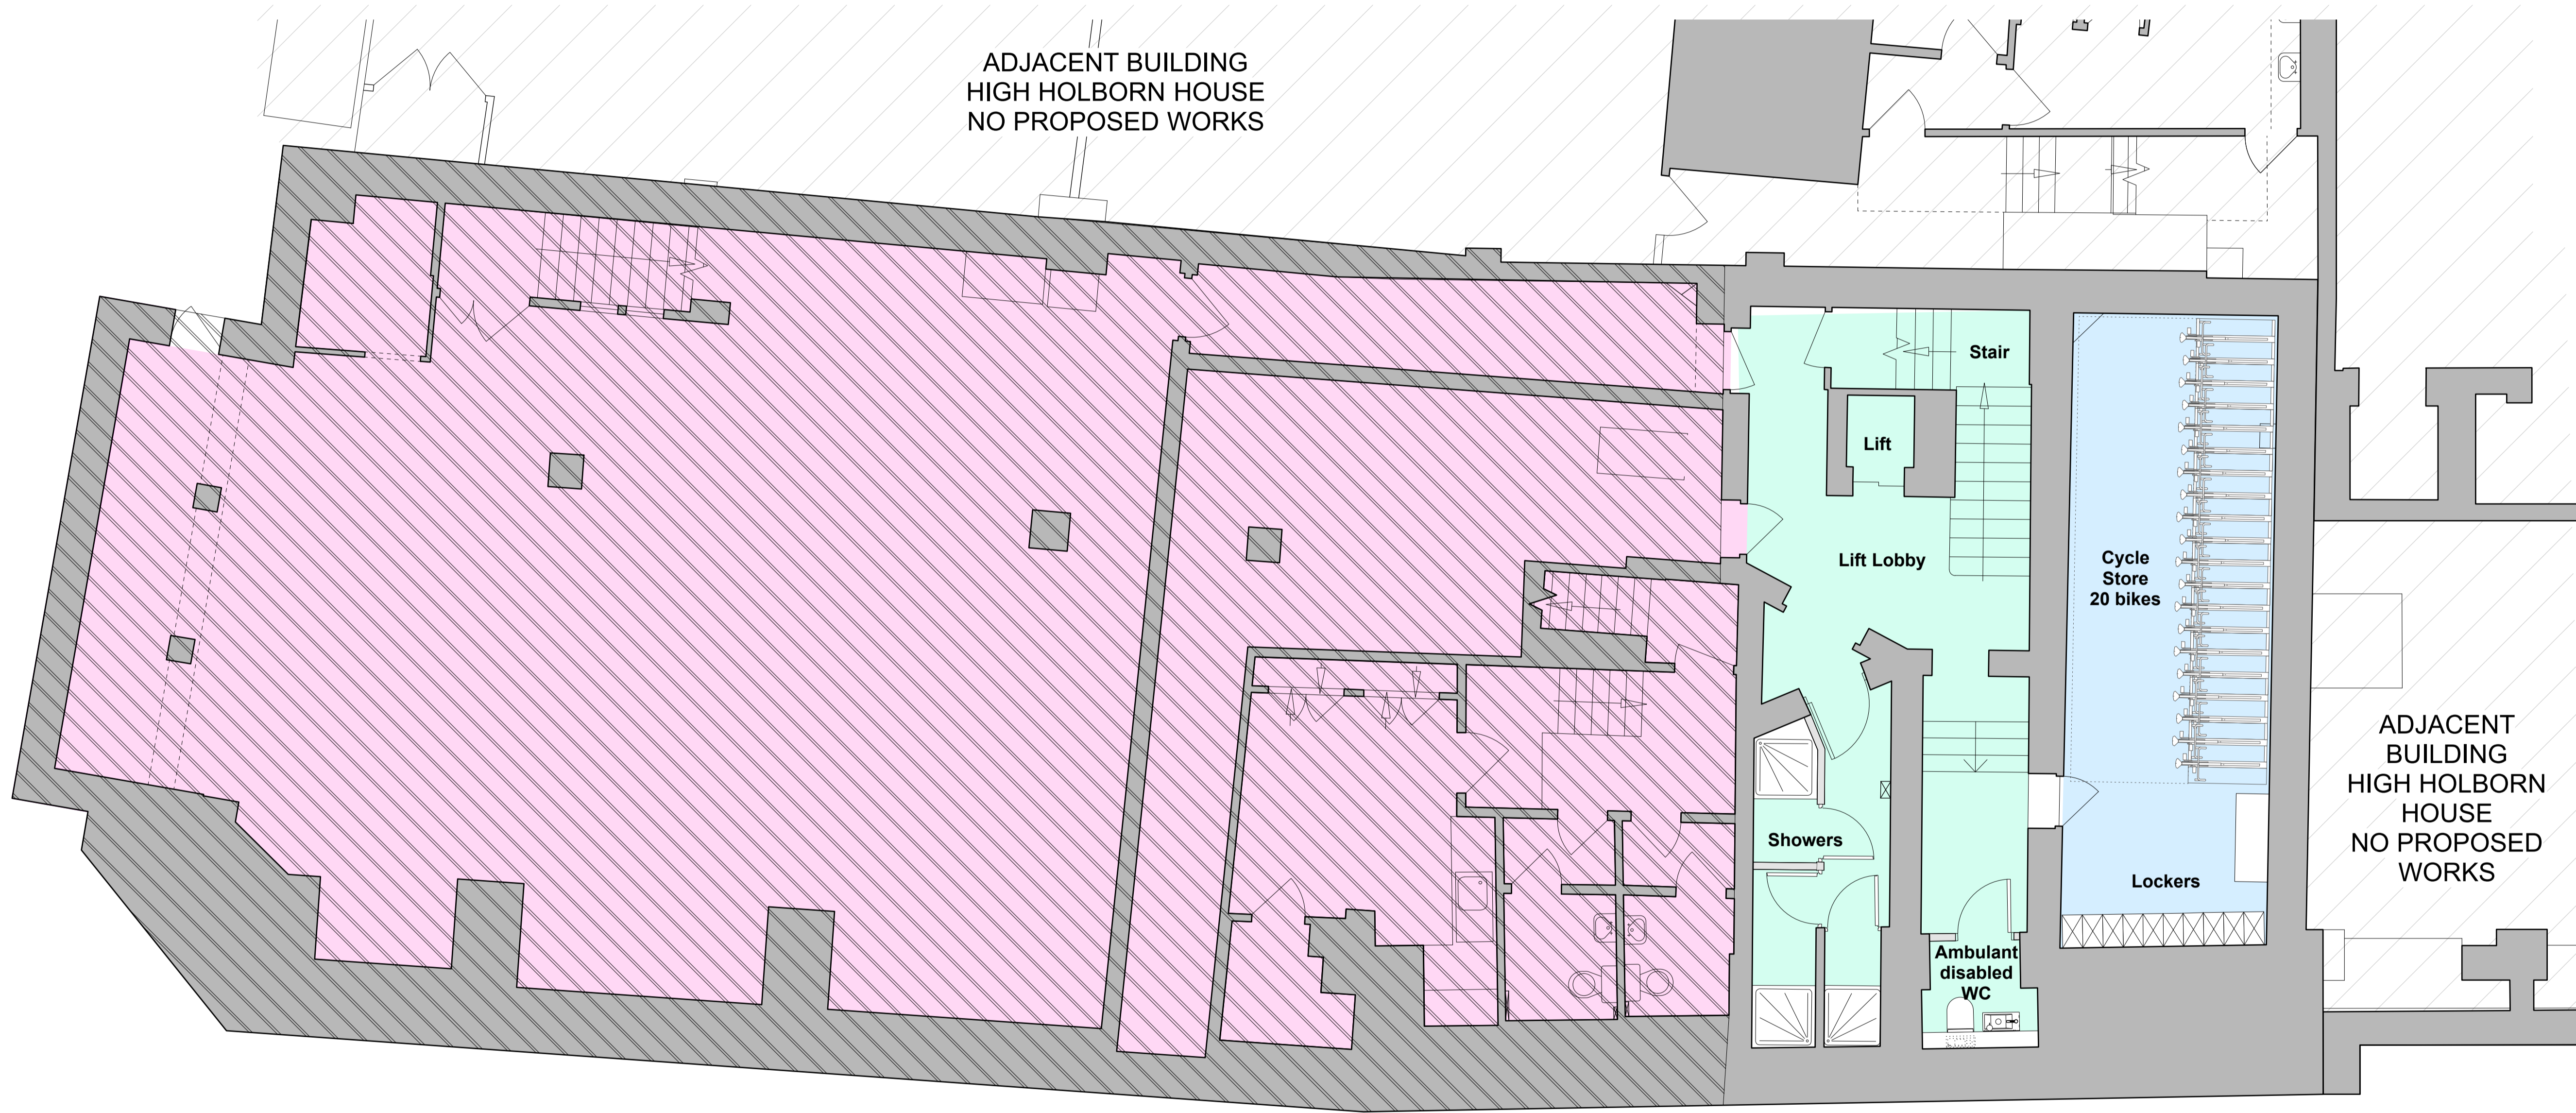 ADJACENT BUILDING
HIGH HOLBORN HOUSE
NO PROPOSED WORKS
Stair
Lift
Lift Lobby
Cycle
Store
20 bikes
Showers
Lockers
Ambulant
disabled
WC
ADJACENT
BUILDING
HIGH HOLBORN
HOUSE
NO PROPOSED
WORKS